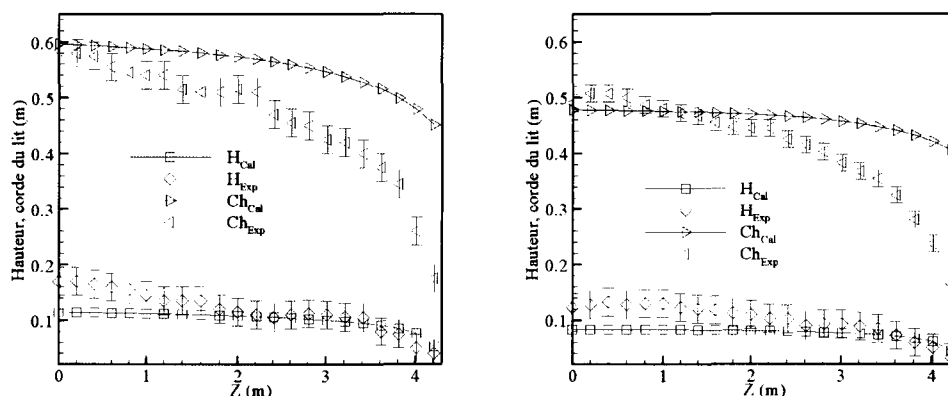 Hauteur, corde du lit (m)
0.6
0.5
0.4
0.3
0.2
0.1
H_Cal
H_Exp
Ch_Cal
Ch_Exp
0 1 2 3 4
Z (m)
Hauteur, corde du lit (m)
0.6
0.5
0.4
0.3
0.2
0.1
H_Cal
H_Exp
Ch_Cal
Ch_Exp
0 1 2 3 4
Z (m)